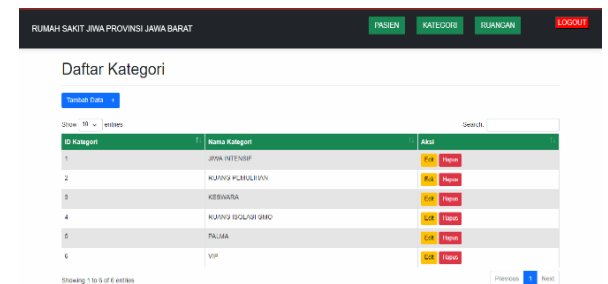 RUMAH SAKIT JIWA PROVINSI JAWA BARAT PASIEN KATEGORI RUANGAN LOGOUT
Daftar Kategori
Tambah Data +
Show 10 entries Search:
ID Kategori Nama Kategori Aksi
1 JIWA INTENSIF Edit Hapus
2 RUANG PEMULIHAN Edit Hapus
3 KESWARA Edit Hapus
4 RUANG ISOLASI Edit Hapus
5 PALMA Edit Hapus
6 VIP Edit Hapus
Showing 1 to 6 of 6 entries Previous 1 Next